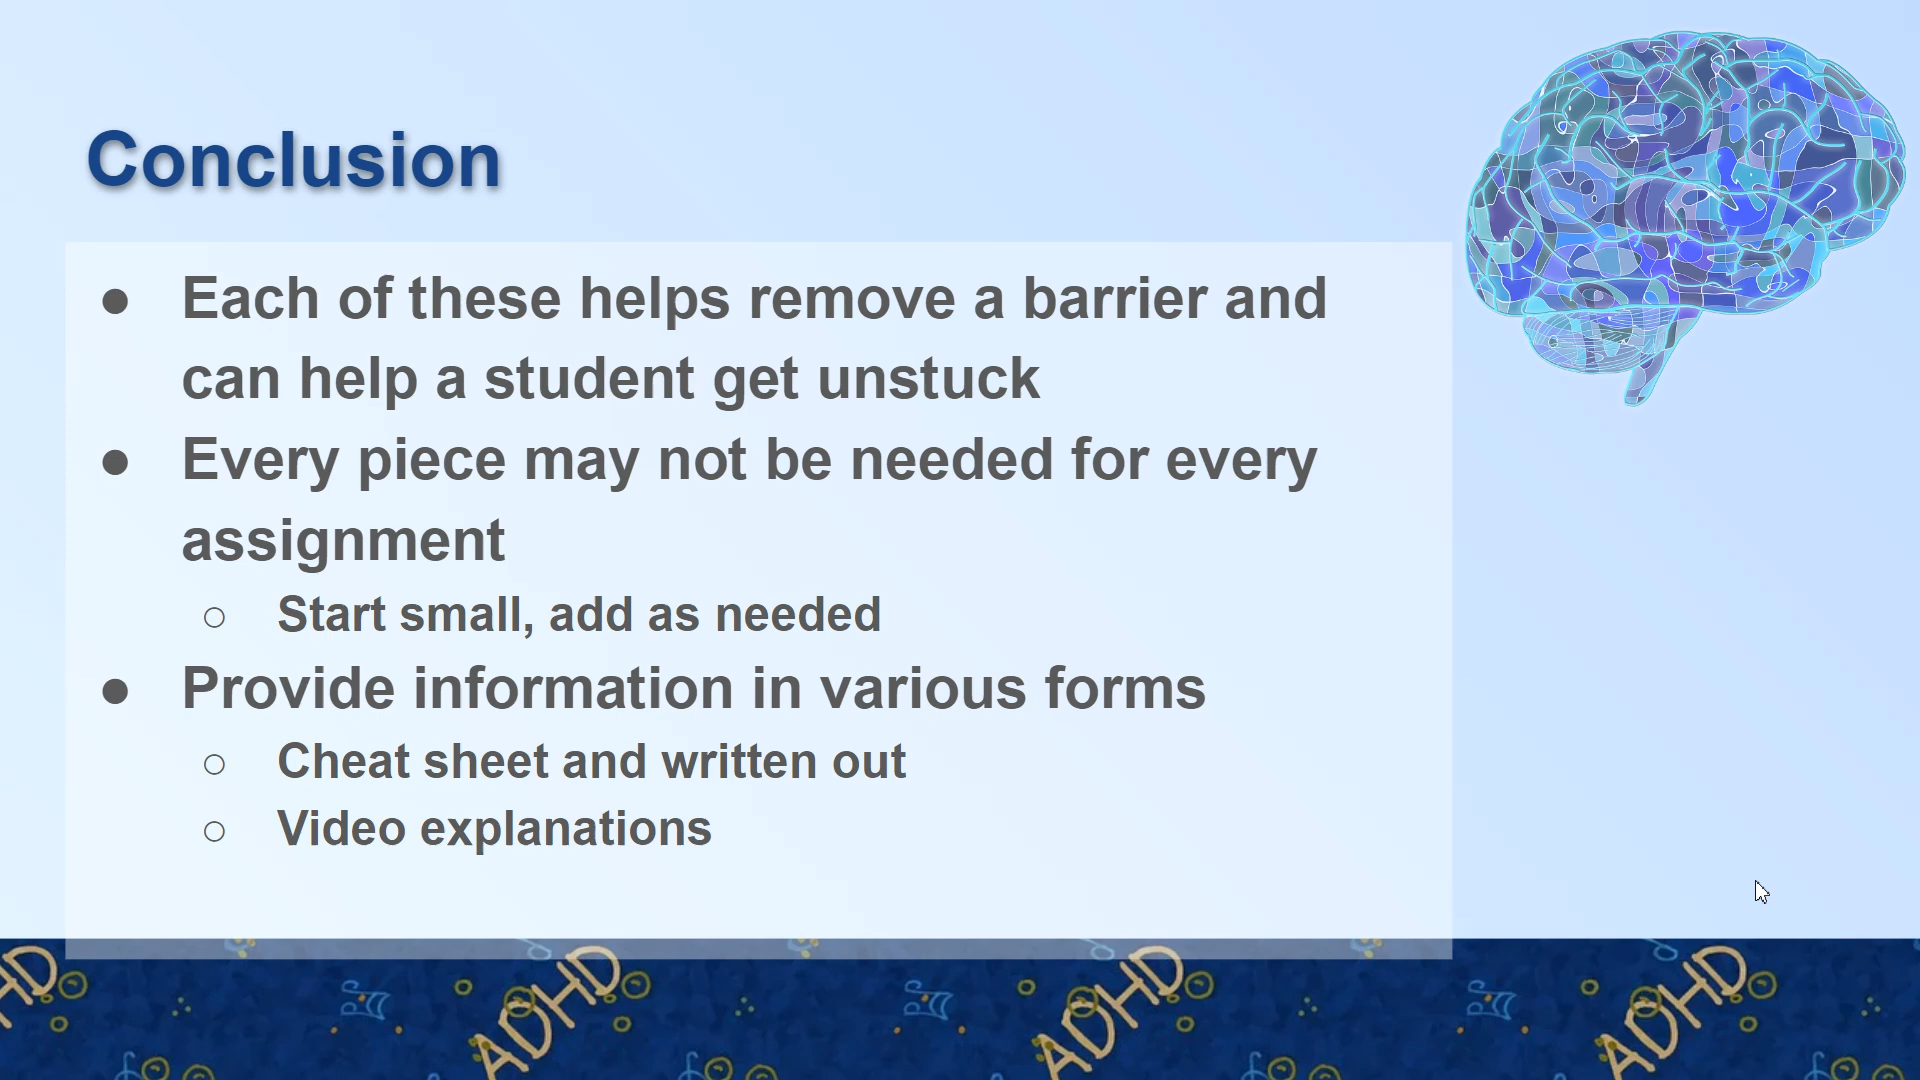 Conclusion
● Each of these helps remove a barrier and
can help a student get unstuck
● Every piece may not be needed for every
assignment
○ Start small, add as needed
● Provide information in various forms
○ Cheat sheet and written out
○ Video explanations
ADHD ADHD ADHD